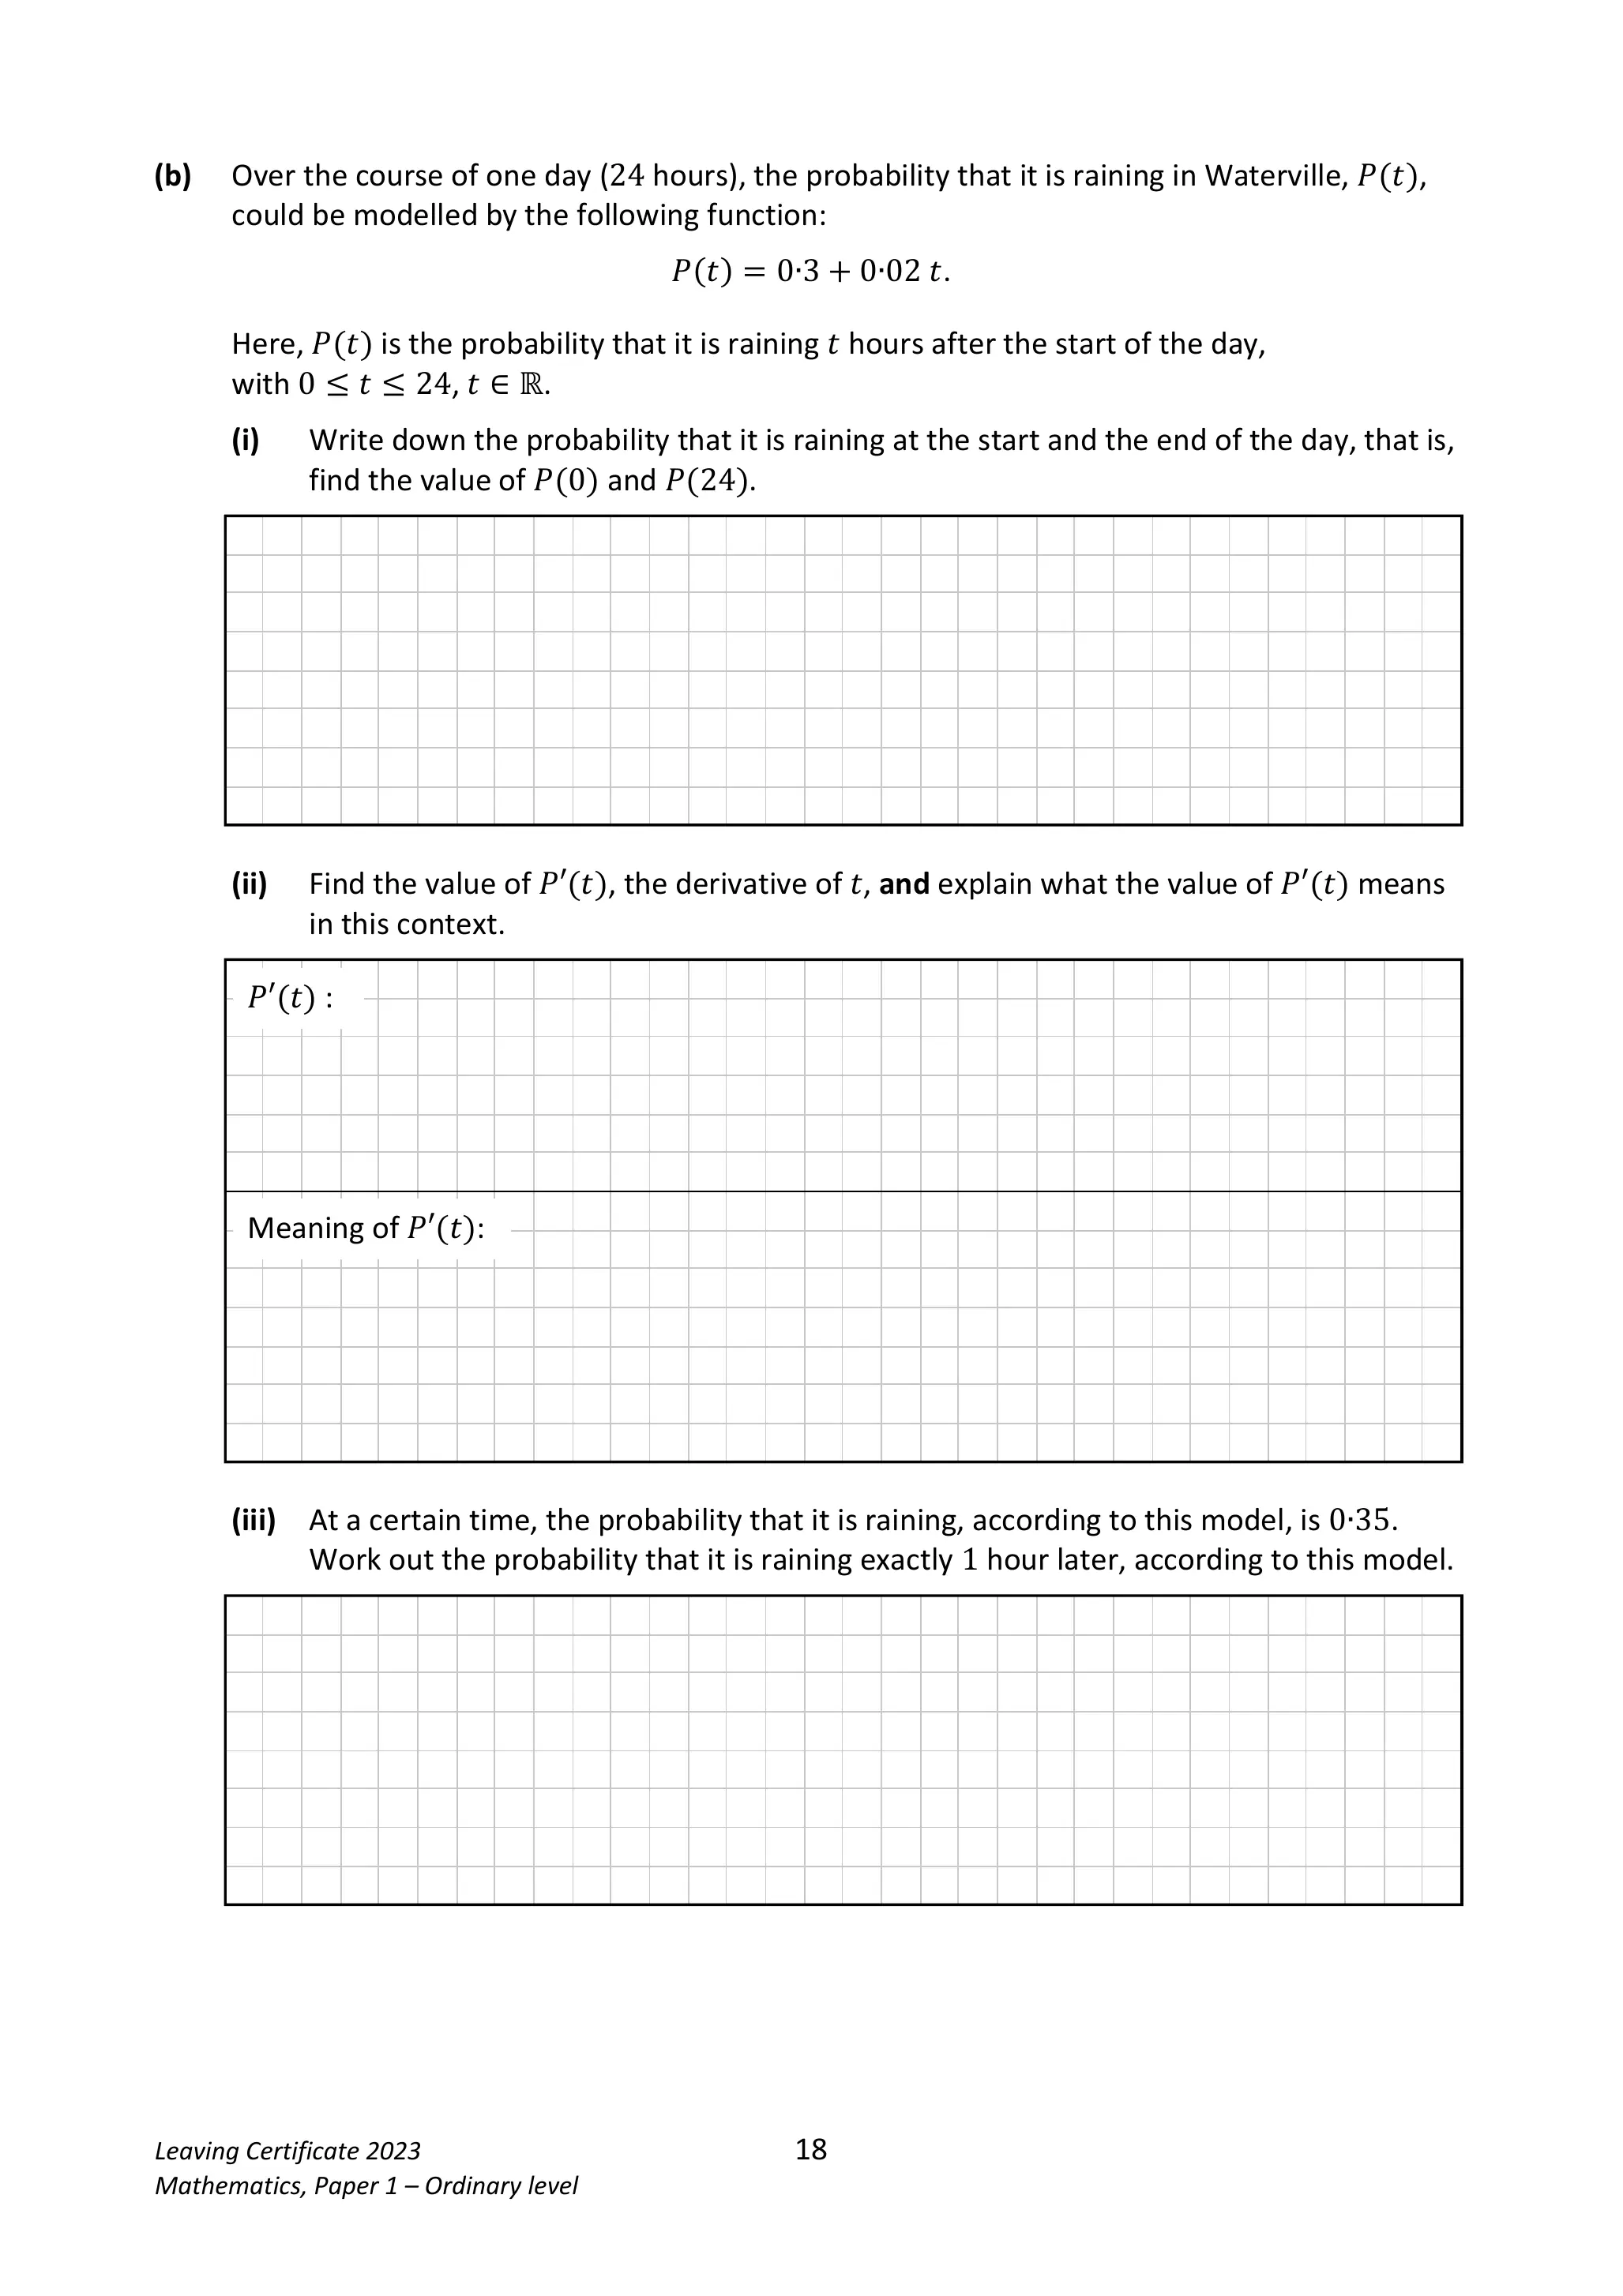 (b) Over the course of one day (24 hours), the probability that it is raining in Waterville, P(t),
could be modelled by the following function:
P(t) = 0·3 + 0·02 t.
Here, P(t) is the probability that it is raining t hours after the start of the day,
with 0 ≤ t ≤ 24, t ∈ ℝ.
(i) Write down the probability that it is raining at the start and the end of the day, that is,
find the value of P(0) and P(24).
(ii) Find the value of P′(t), the derivative of t, and explain what the value of P′(t) means
in this context.
P′(t) :
Meaning of P′(t):
(iii) At a certain time, the probability that it is raining, according to this model, is 0·35.
Work out the probability that it is raining exactly 1 hour later, according to this model.
Leaving Certificate 2023
18
Mathematics, Paper 1 – Ordinary level